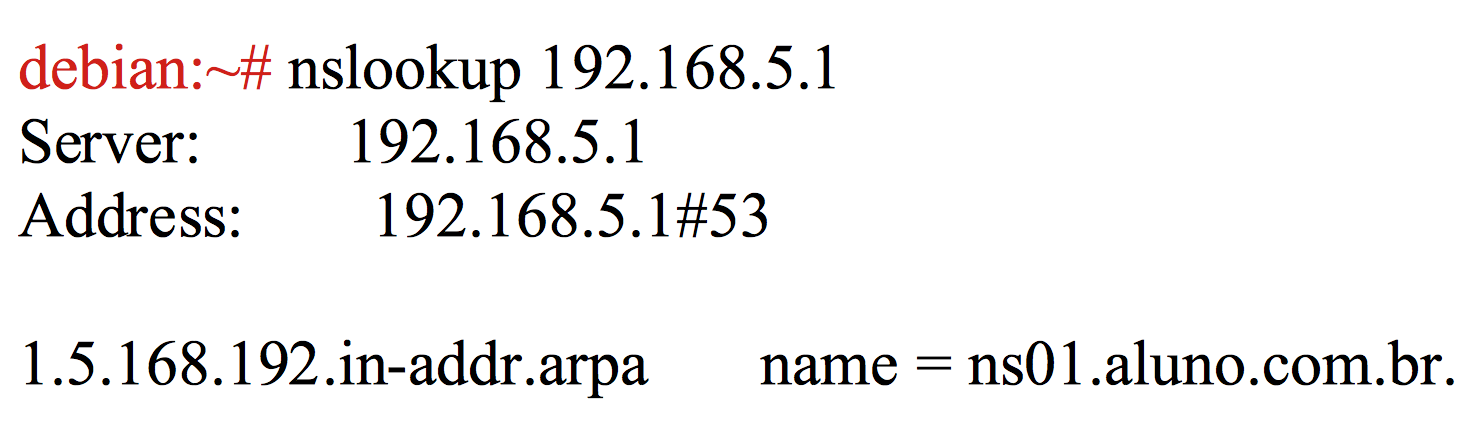 debian:~# nslookup 192.168.5.1
Server: 192.168.5.1
Address: 192.168.5.1#53
1.5.168.192.in-addr.arpa name = ns01.aluno.com.br.